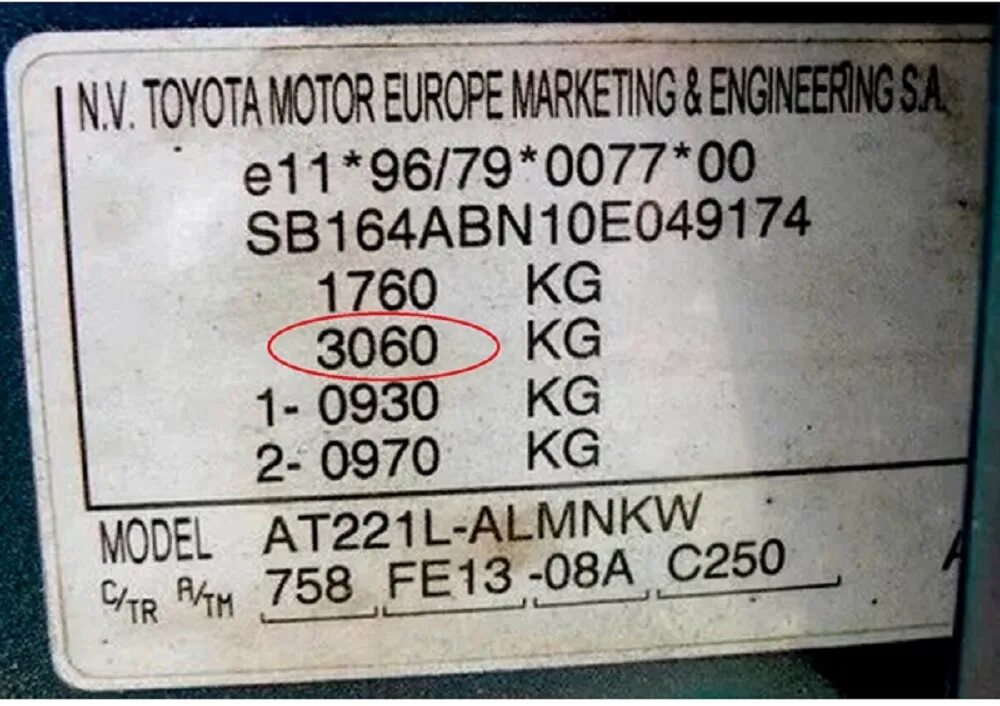 N.V. TOYOTA MOTOR EUROPE MARKETING & ENGINEERING S.A.
e11*96/79*0077*00
SB164ABN10E049174
1760 KG
3060 KG
1- 0930 KG
2- 0970 KG
MODEL AT221L-ALMNKW
C/TR A/TM 758 FE13 -08A C250